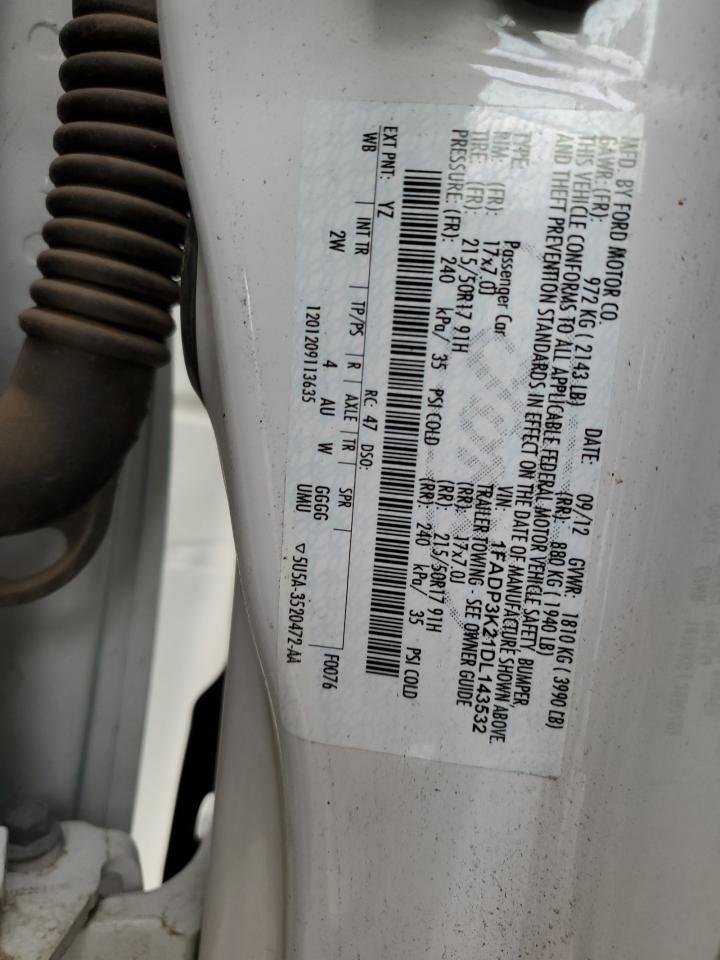 MFD. BY FORD MOTOR CO.
DATE: 09/12 GVWR: 1810 KG ( 3990 LB)
GAWR: (FR): 972 KG ( 2143 LB) (RR): 880 KG ( 1940 LB)
THIS VEHICLE CONFORMS TO ALL APPLICABLE FEDERAL MOTOR VEHICLE SAFETY, BUMPER,
AND THEFT PREVENTION STANDARDS IN EFFECT ON THE DATE OF MANUFACTURE SHOWN ABOVE.
VIN: 1FADP3K21DL143532
TYPE: Passenger Car TRAILER TOWING - SEE OWNER GUIDE
RIM: (FR): 17x7.0J (RR): 17x7.0J
TIRE: (FR): 215/50R17 91H (RR): 215/50R17 91H
PRESSURE: (FR): 240 kPa/ 35 PSI COLD (RR): 240 kPa/ 35 PSI COLD
EXT PNT: YZ RC: 47 DSO: F0076
WB INT TR TP/PS R AXLE TR SPR
2W 4 AU W GGGG
UMU
1201209113635 ▽5U5A-3520472-AA